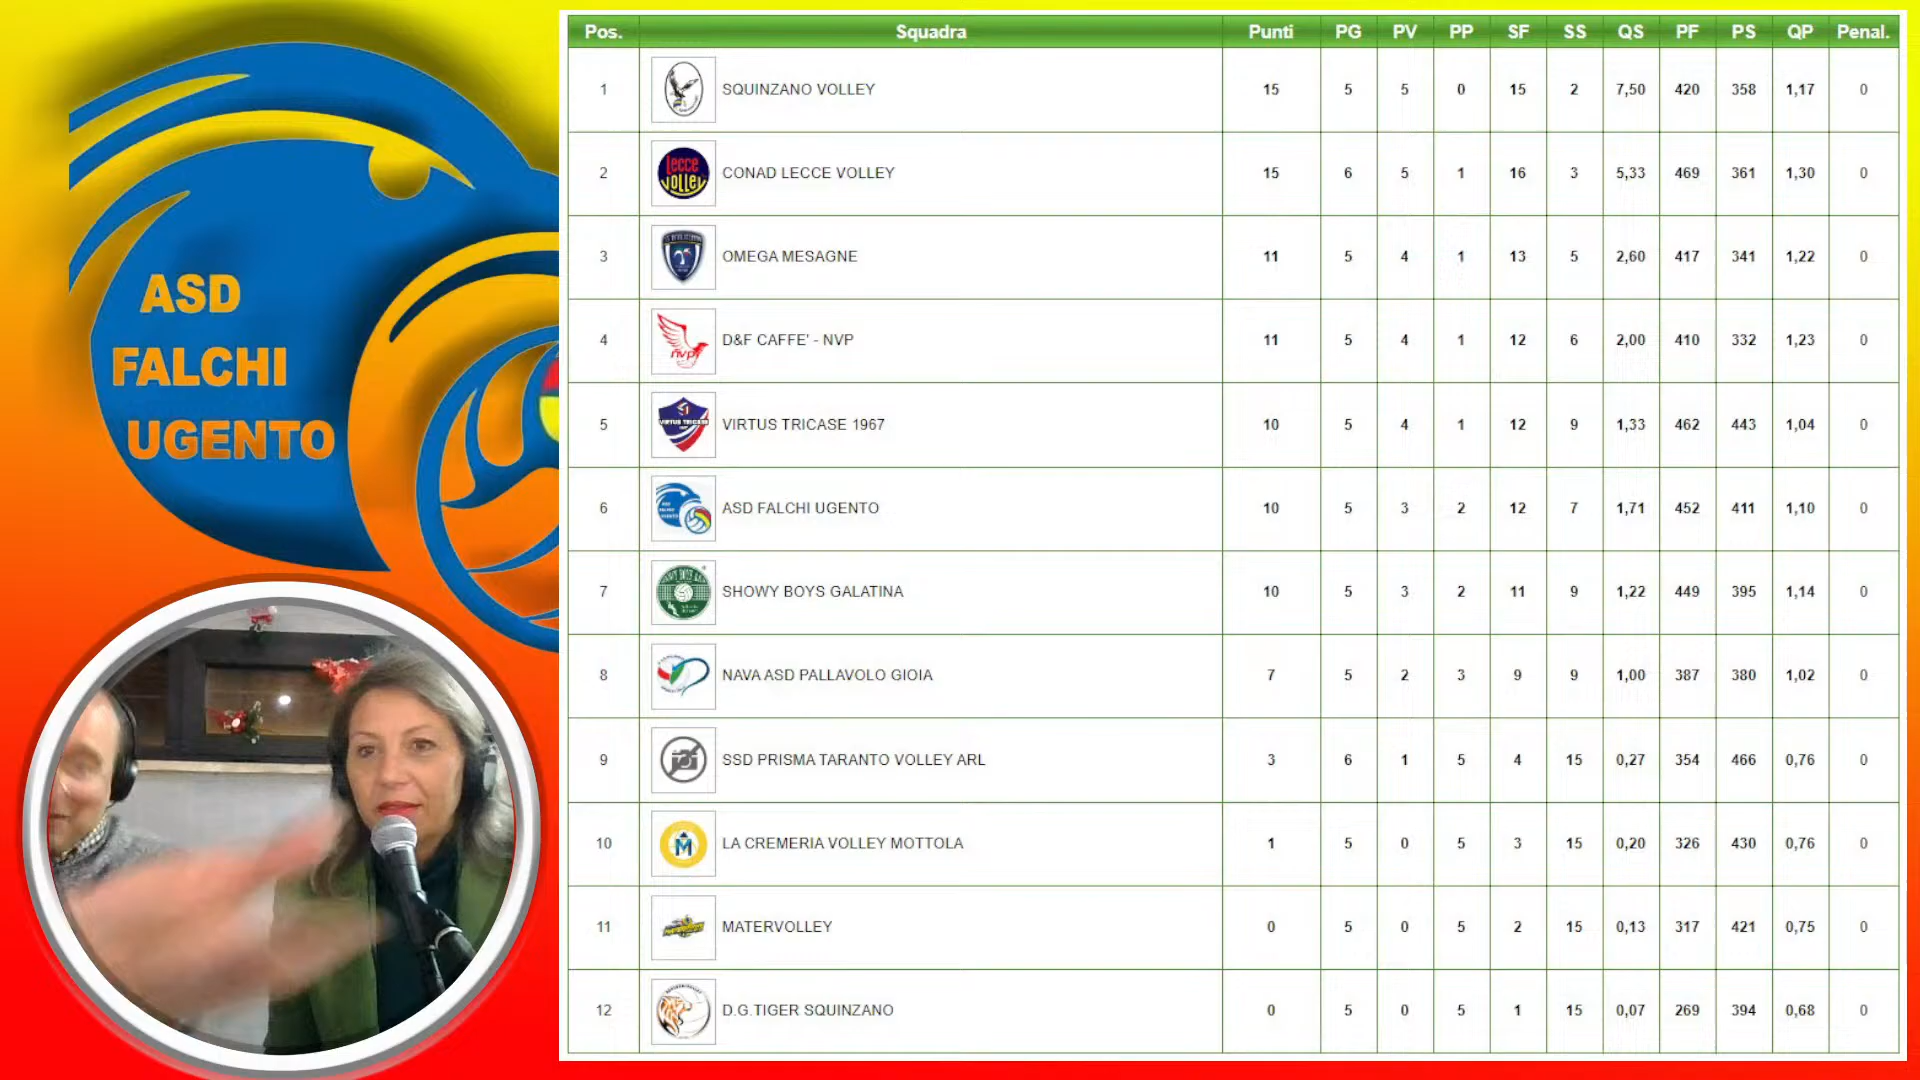 ASD
FALCHI
UGENTO
Pos. Squadra Punti PG PV PP SF SS QS PF PS QP Penal.
1 SQUINZANO VOLLEY 15 5 5 0 15 2 7,50 420 358 1,17 0
2 lecce volley CONAD LECCE VOLLEY 15 6 5 1 16 3 5,33 469 361 1,30 0
3 OMEGA MESAGNE 11 5 4 1 13 5 2,60 417 341 1,22 0
4 nvp D&F CAFFE' - NVP 11 5 4 1 12 6 2,00 410 332 1,23 0
5 VIRTUS TRICASE VIRTUS TRICASE 1967 10 5 4 1 12 9 1,33 462 443 1,04 0
6 ASD FALCHI UGENTO 10 5 3 2 12 7 1,71 452 411 1,10 0
7 SHOWY BOYS GALATINA 10 5 3 2 11 9 1,22 449 395 1,14 0
8 NAVA ASD PALLAVOLO GIOIA 7 5 2 3 9 9 1,00 387 380 1,02 0
9 SSD PRISMA TARANTO VOLLEY ARL 3 6 1 5 4 15 0,27 354 466 0,76 0
10 M LA CREMERIA VOLLEY MOTTOLA 1 5 0 5 3 15 0,20 326 430 0,76 0
11 MATERVOLLEY 0 5 0 5 2 15 0,13 317 421 0,75 0
12 D.G.TIGER SQUINZANO 0 5 0 5 1 15 0,07 269 394 0,68 0